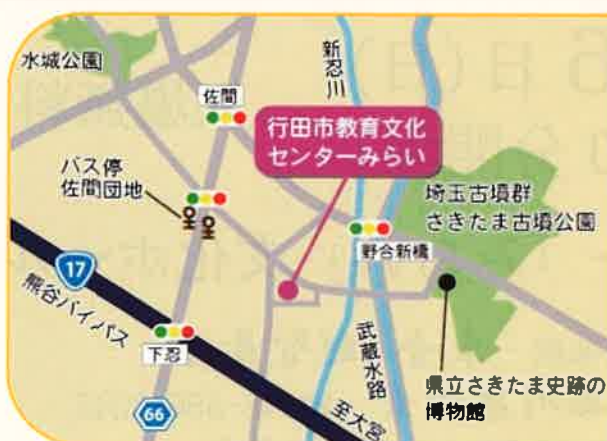 水城公園
新忍川
佐間
行田市教育文化
センターみらい
バス停
佐間団地
埼玉古墳群
さきたま古墳公園
野合新橋
17
熊谷バイパス
下忍
武蔵水路
県立さきたま史跡の
博物館
66
至大宮